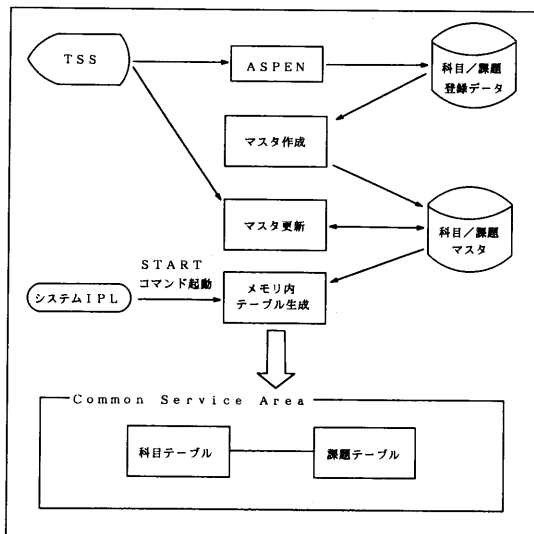 TSS
ASPEN
科目／課題
登録データ
マスタ作成
マスタ更新
科目／課題
マスタ
START
コマンド起動
システムIPL
メモリ内
テーブル生成
Common Service Area
科目テーブル
課題テーブル